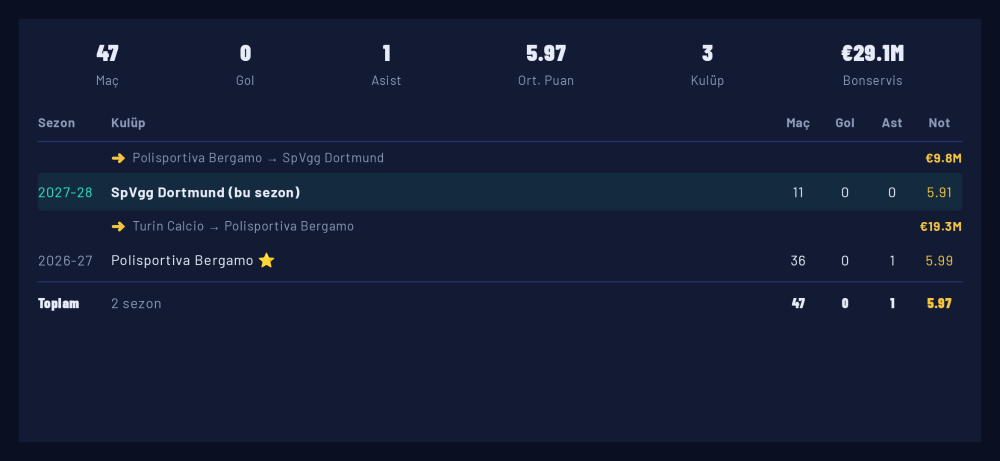 47 0 1 5.97 3 €29.1M
Maç Gol Asist Ort. Puan Kulüp Bonservis
Sezon Kulüp Maç Gol Ast Not
➜ Polisportiva Bergamo → SpVgg Dortmund €9.8M
2027-28 SpVgg Dortmund (bu sezon) 11 0 0 5.91
➜ Turin Calcio → Polisportiva Bergamo €19.3M
2026-27 Polisportiva Bergamo ⭐ 36 0 1 5.99
Toplam 2 sezon 47 0 1 5.97